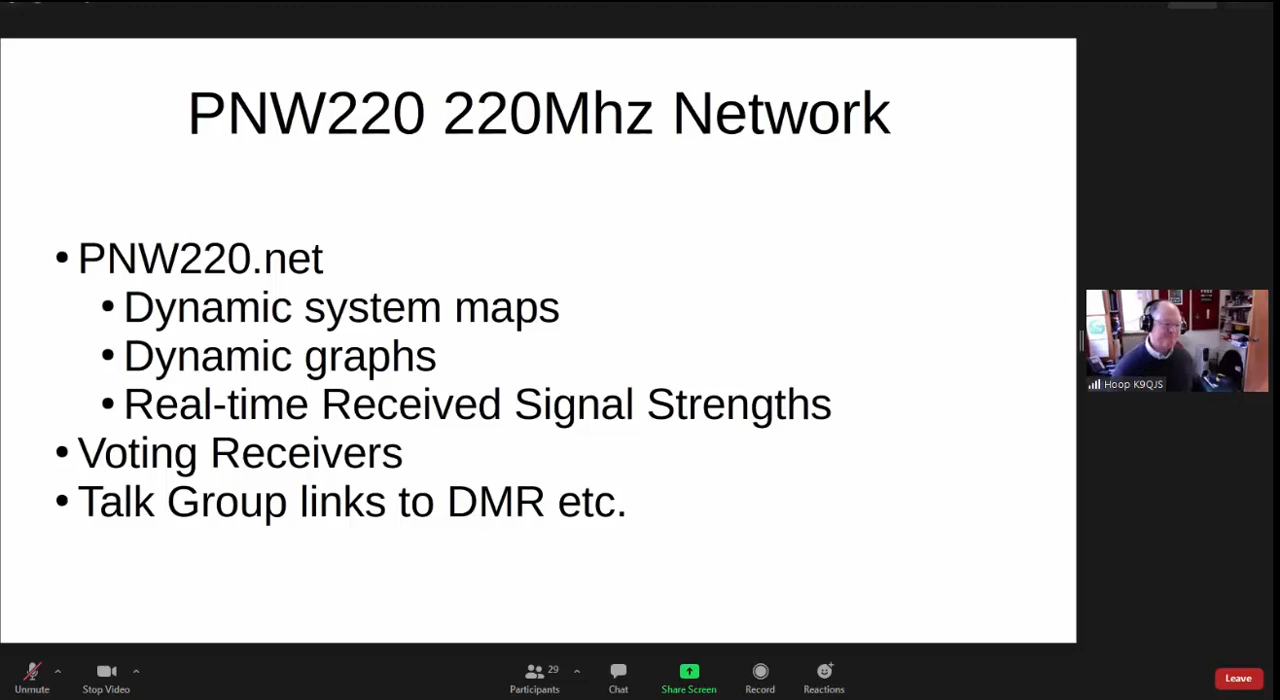 PNW220 220Mhz Network
• PNW220.net
• Dynamic system maps
• Dynamic graphs
• Real-time Received Signal Strengths
• Voting Receivers
• Talk Group links to DMR etc.
Hoop K9QJS
29
Unmute
Stop Video
Participants
Chat
Share Screen
Record
Reactions
Leave